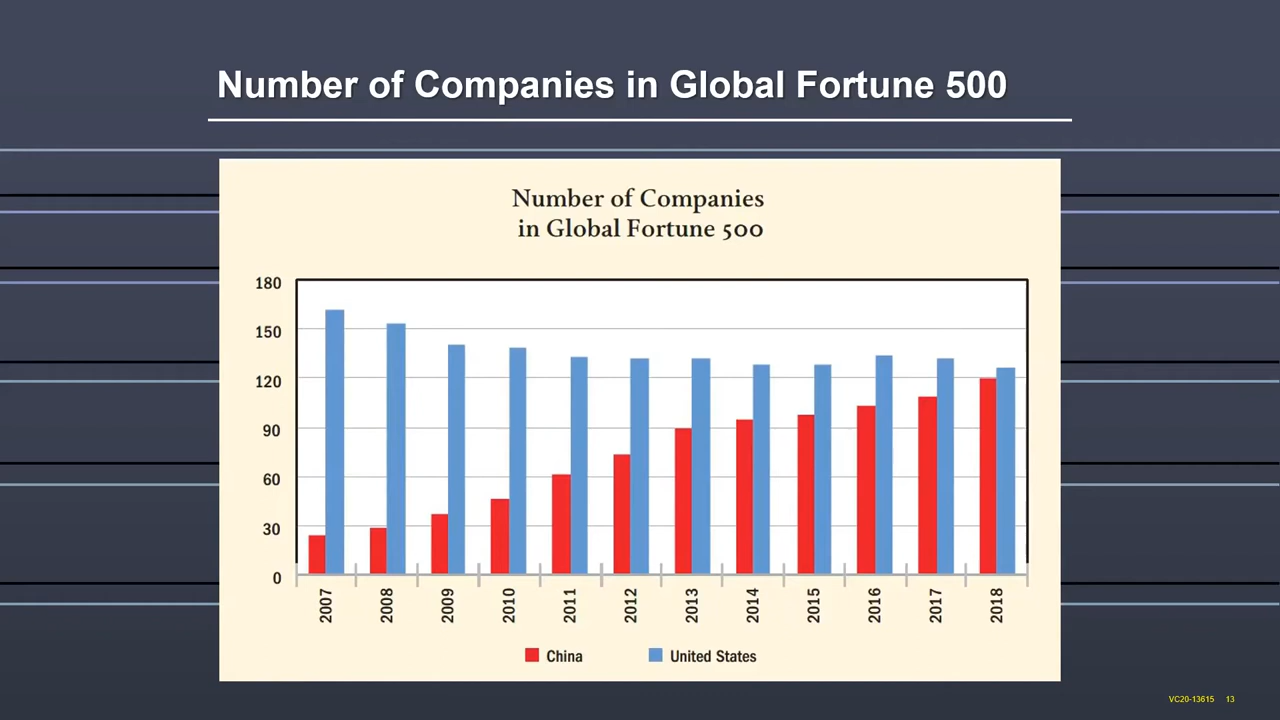 Number of Companies in Global Fortune 500
Number of Companies
in Global Fortune 500
180
150
120
90
60
30
0
2007 2008 2009 2010 2011 2012 2013 2014 2015 2016 2017 2018
China United States
VC20-13615 13